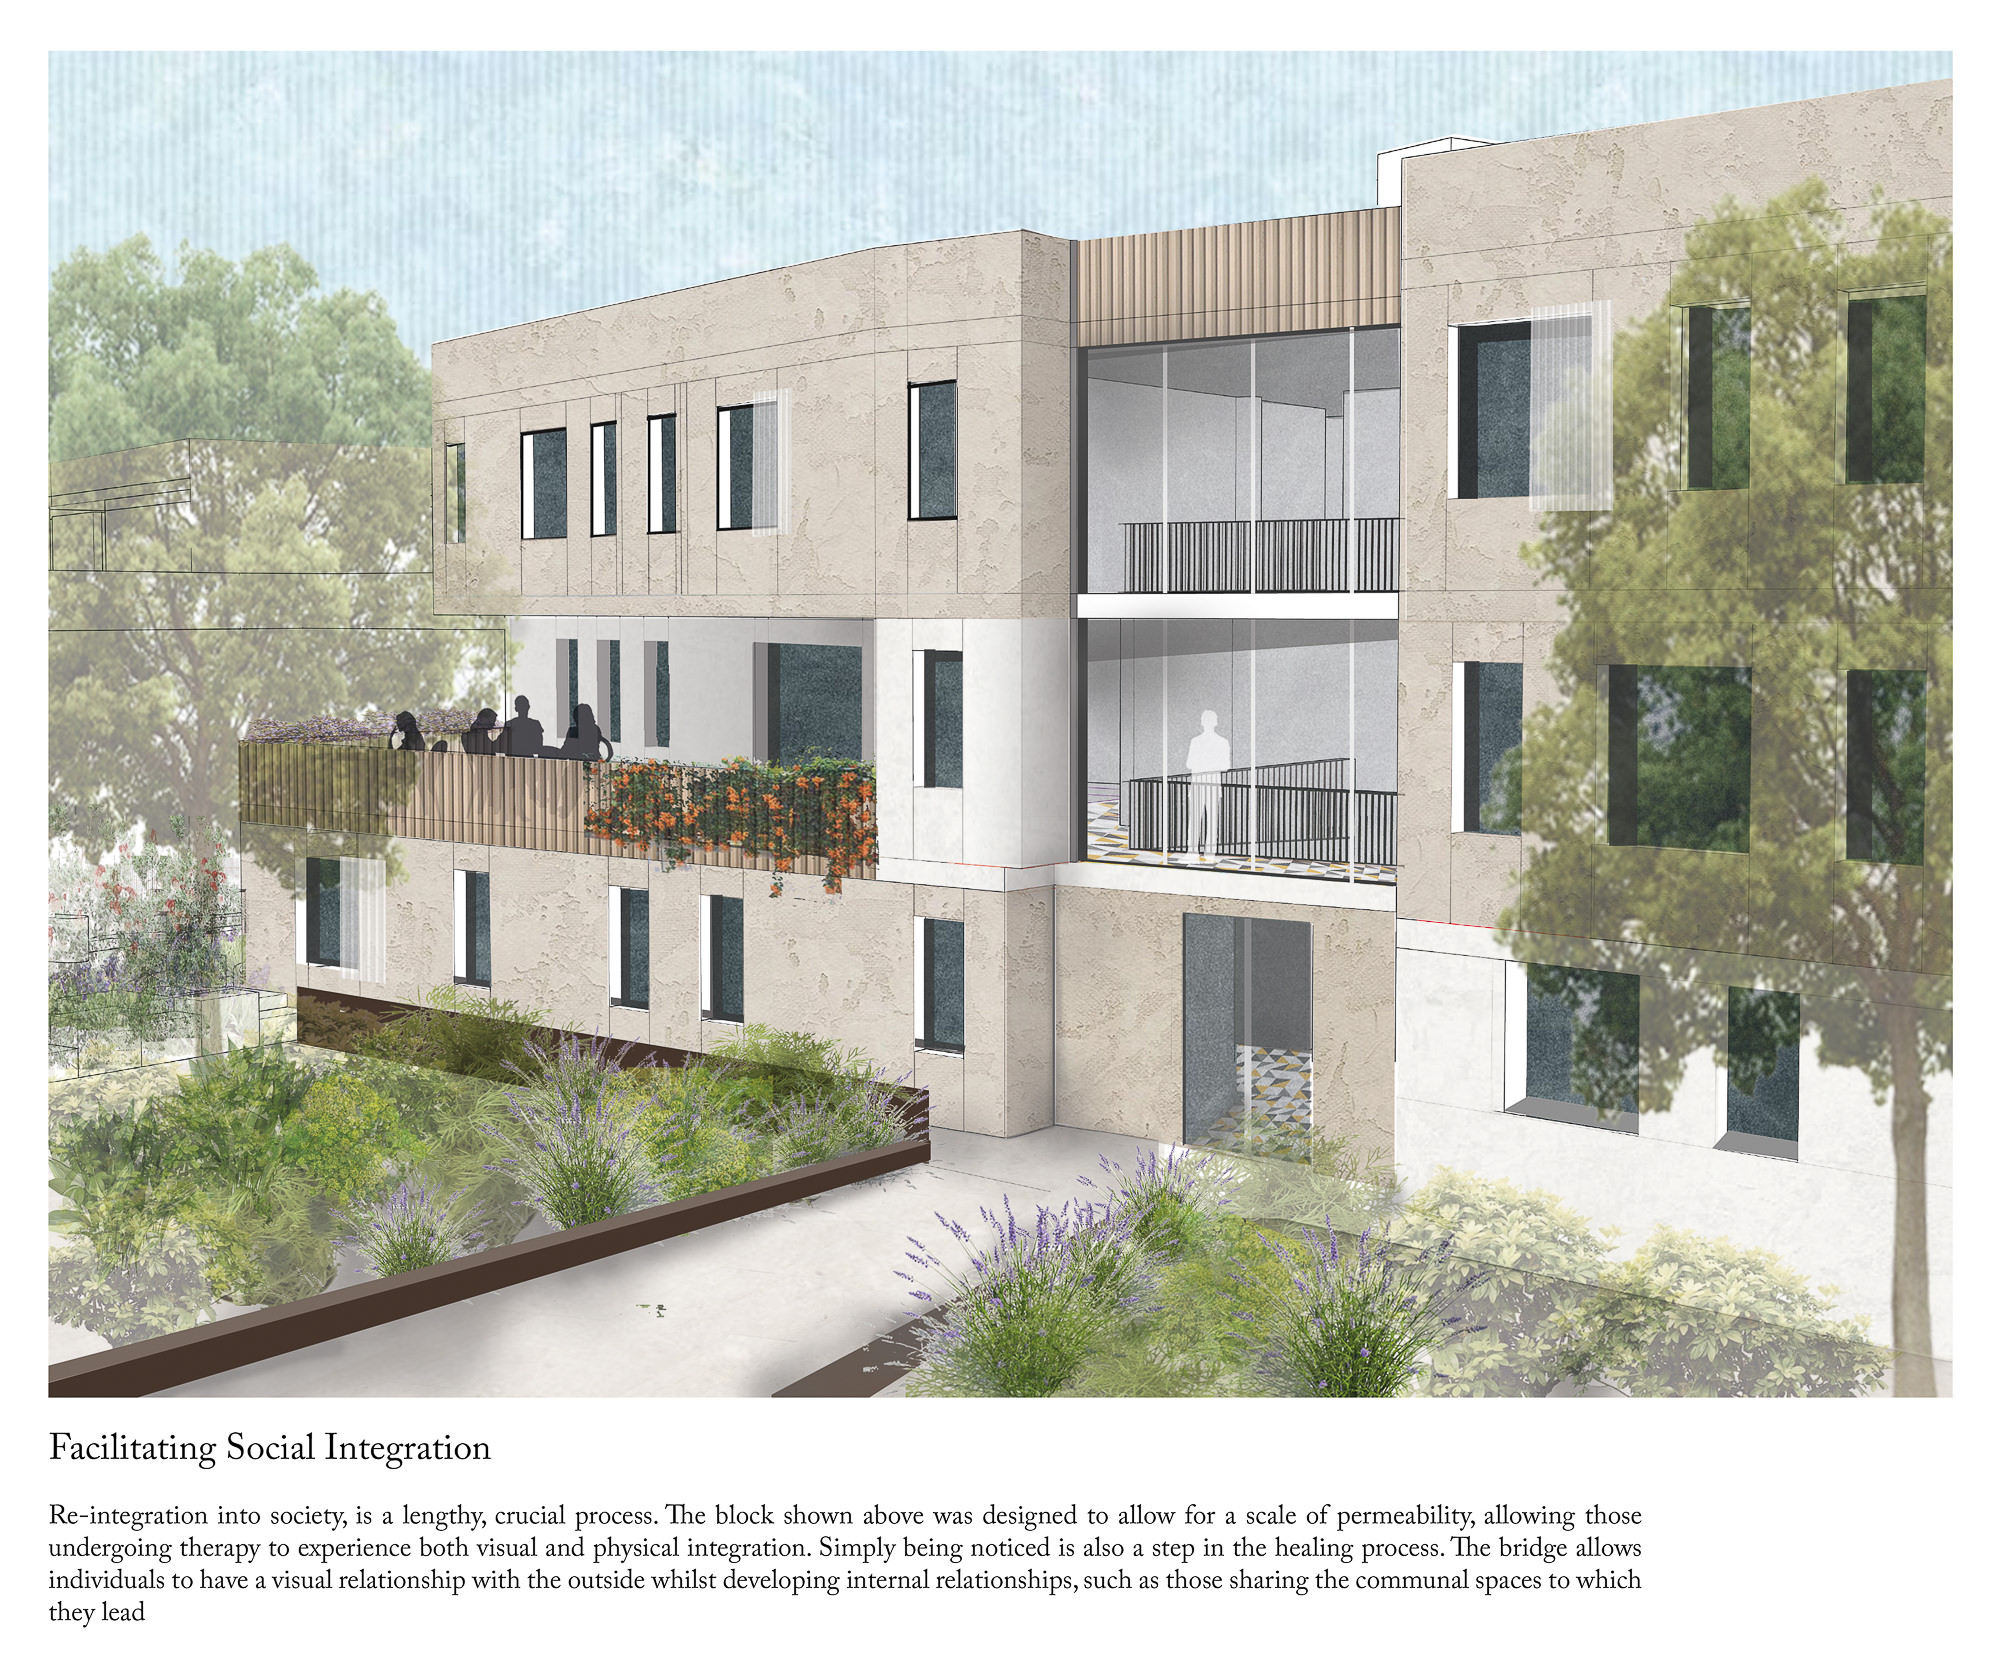 Facilitating Social Integration
Re-integration into society, is a lengthy, crucial process. The block shown above was designed to allow for a scale of permeability, allowing those
undergoing therapy to experience both visual and physical integration. Simply being noticed is also a step in the healing process. The bridge allows
individuals to have a visual relationship with the outside whilst developing internal relationships, such as those sharing the communal spaces to which
they lead